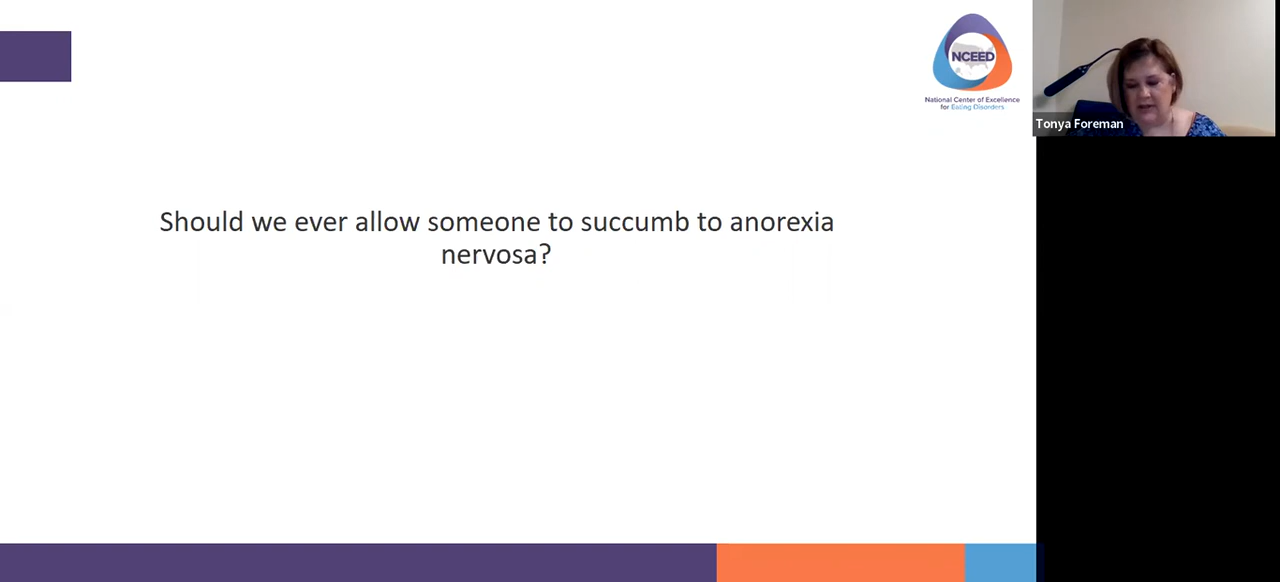 NCEED
National Center of Excellence
for Eating Disorders
Tonya Foreman
Should we ever allow someone to succumb to anorexia
nervosa?